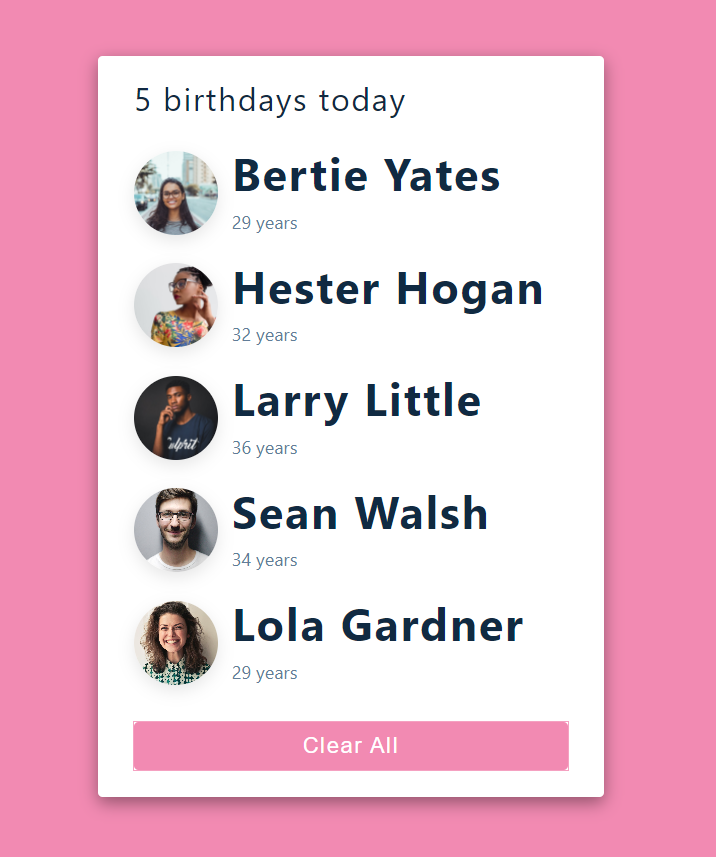 5 birthdays today
Bertie Yates
29 years
Hester Hogan
32 years
Larry Little
36 years
Sean Walsh
34 years
Lola Gardner
29 years
Clear All